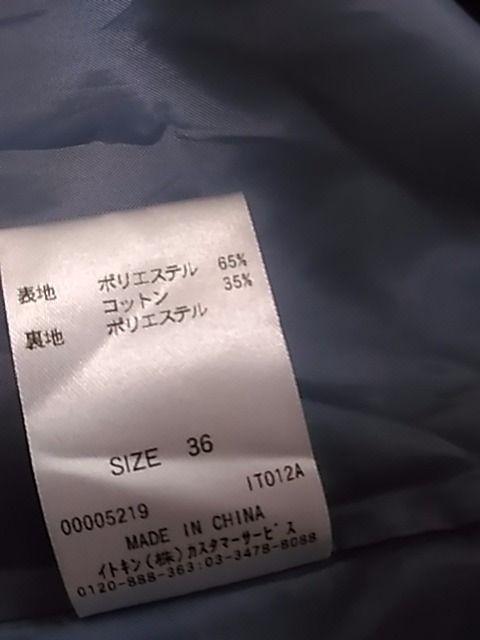 表地 ポリエステル 65%
コットン 35%
裏地 ポリエステル
SIZE 36
IT012A
00005219
MADE IN CHINA
イトキン(株)カスタマーサービス
0120-888-363:03-3478-8088